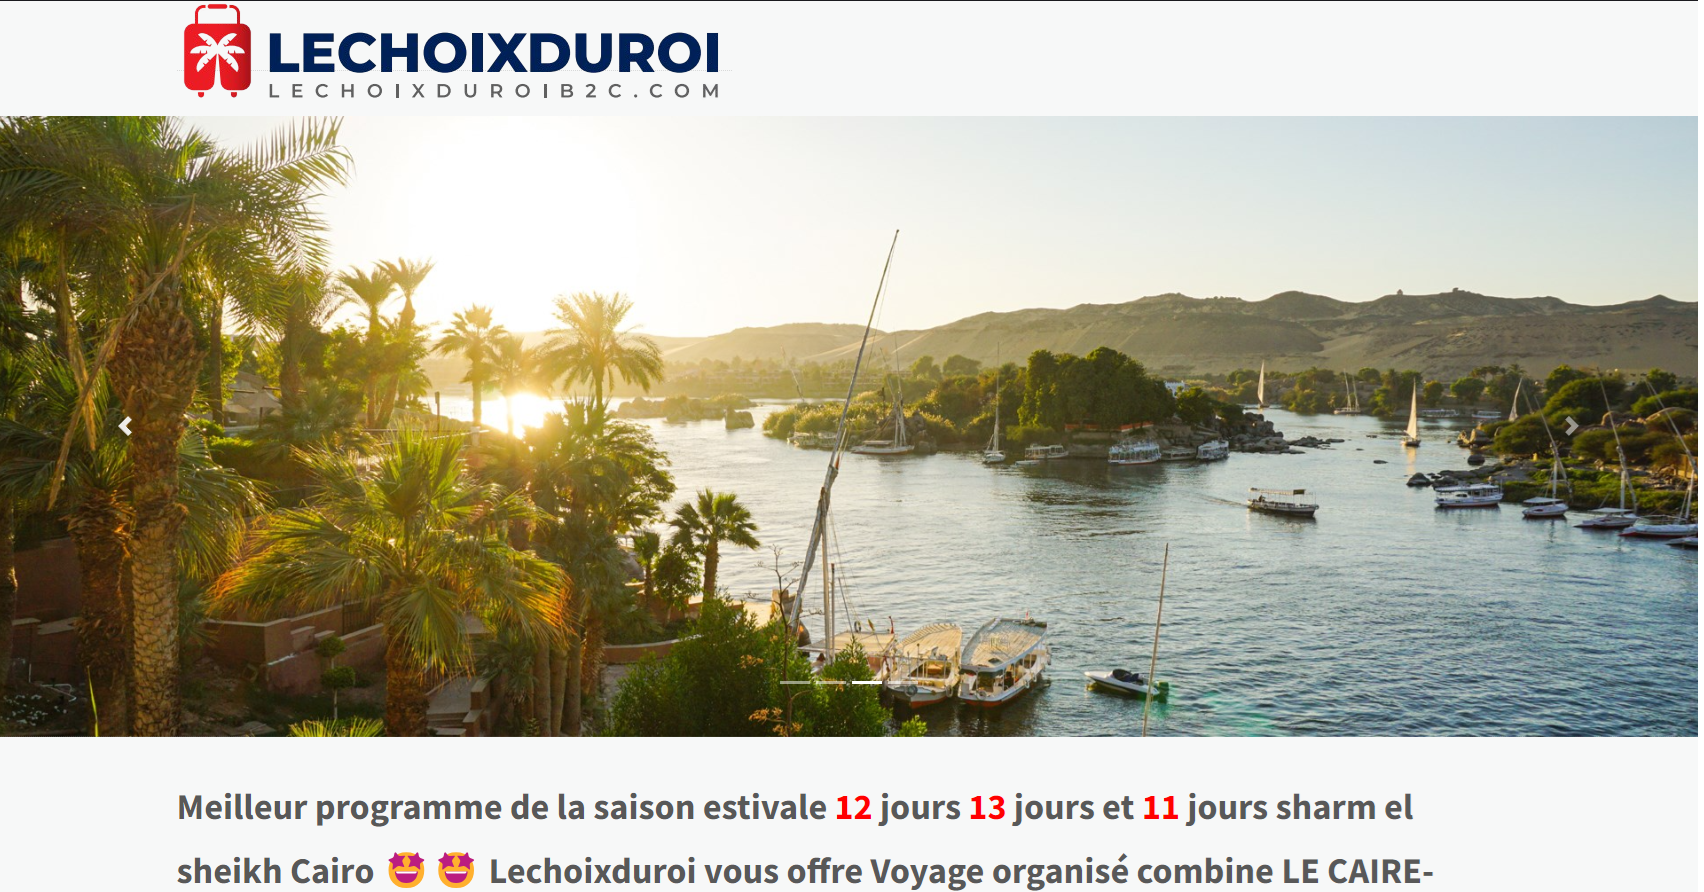 LECHOIXDUROI
LECHOIXDUROIB2C.COM
Meilleur programme de la saison estivale 12 jours 13 jours et 11 jours sharm el
sheikh Cairo 🤩 🤩 Lechoixduroi vous offre Voyage organisé combine LE CAIRE-